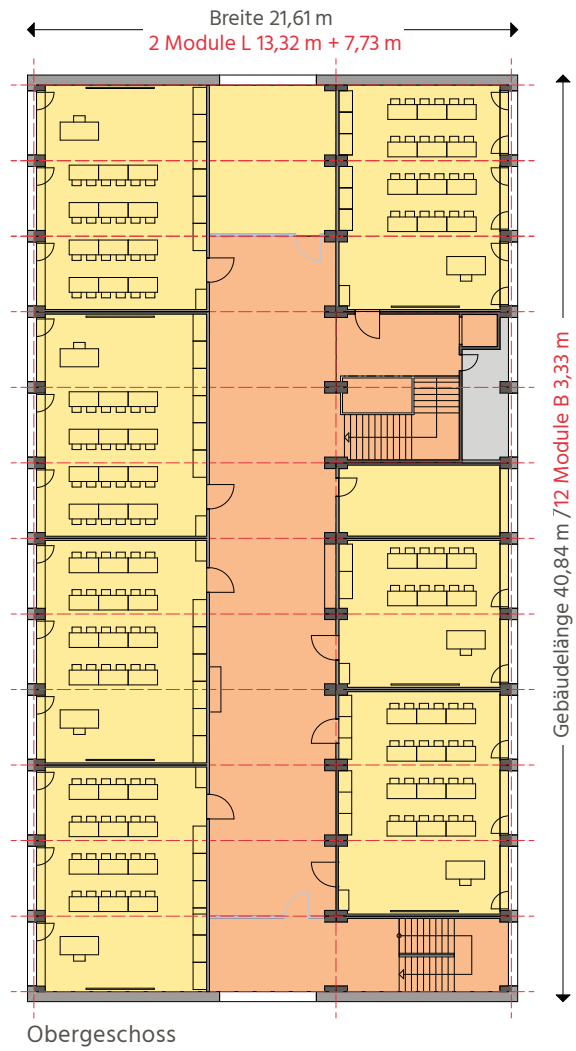 Breite 21,61 m
2 Module L 13,32 m + 7,73 m
Gebäudelänge 40,84 m / 12 Module B 3,33 m
Obergeschoss